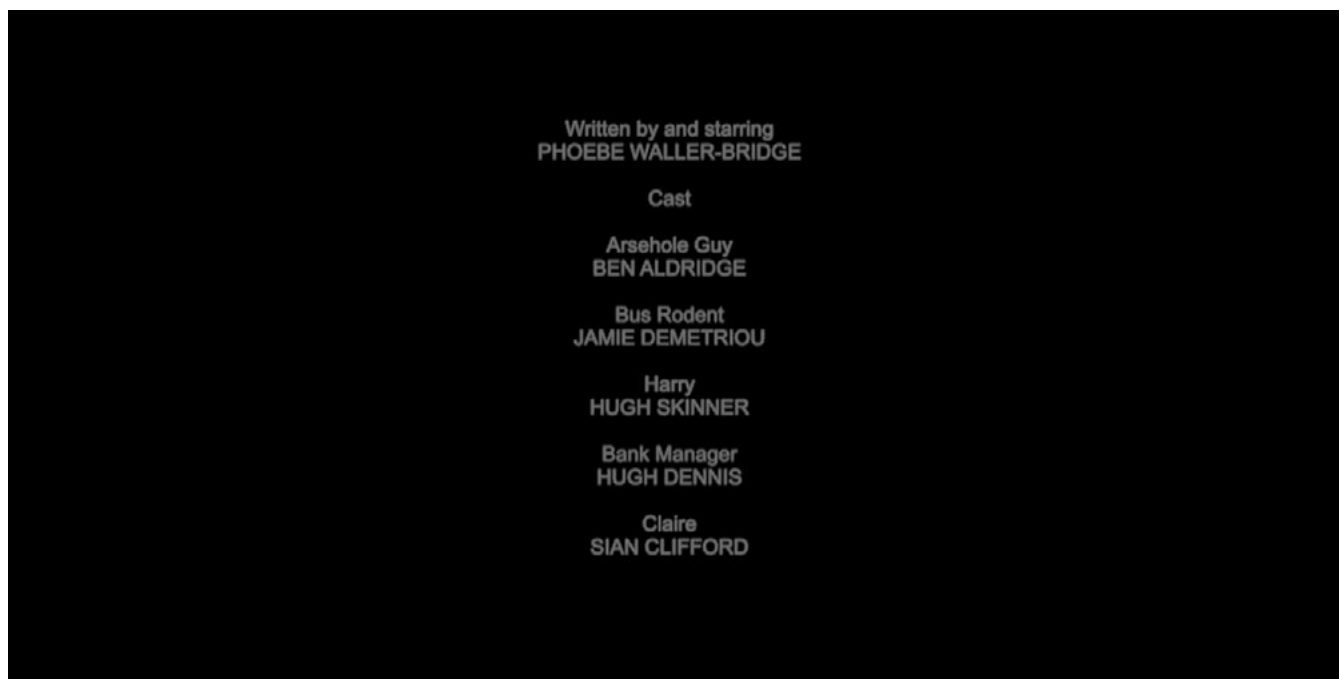 Written by and starring
PHOEBE WALLER-BRIDGE
Cast
Arsehole Guy
BEN ALDRIDGE
Bus Rodent
JAMIE DEMETRIOU
Harry
HUGH SKINNER
Bank Manager
HUGH DENNIS
Claire
SIAN CLIFFORD